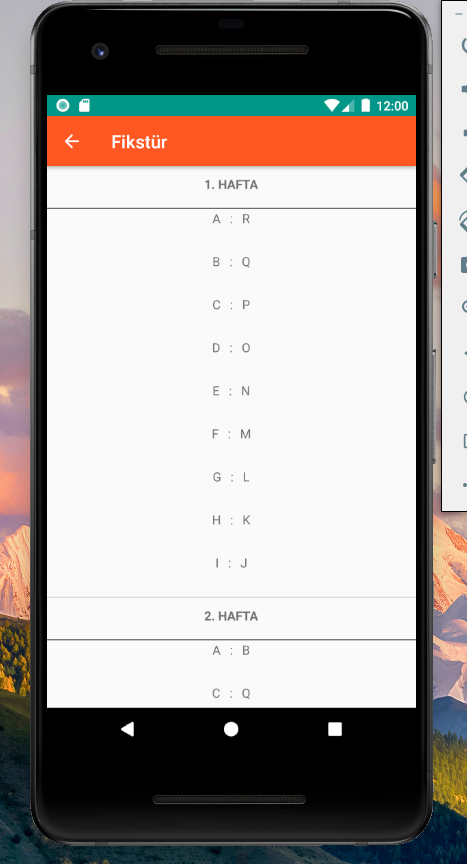 12:00
Fikstür
1. HAFTA
A : R
B : Q
C : P
D : O
E : N
F : M
G : L
H : K
I : J
2. HAFTA
A : B
C : Q